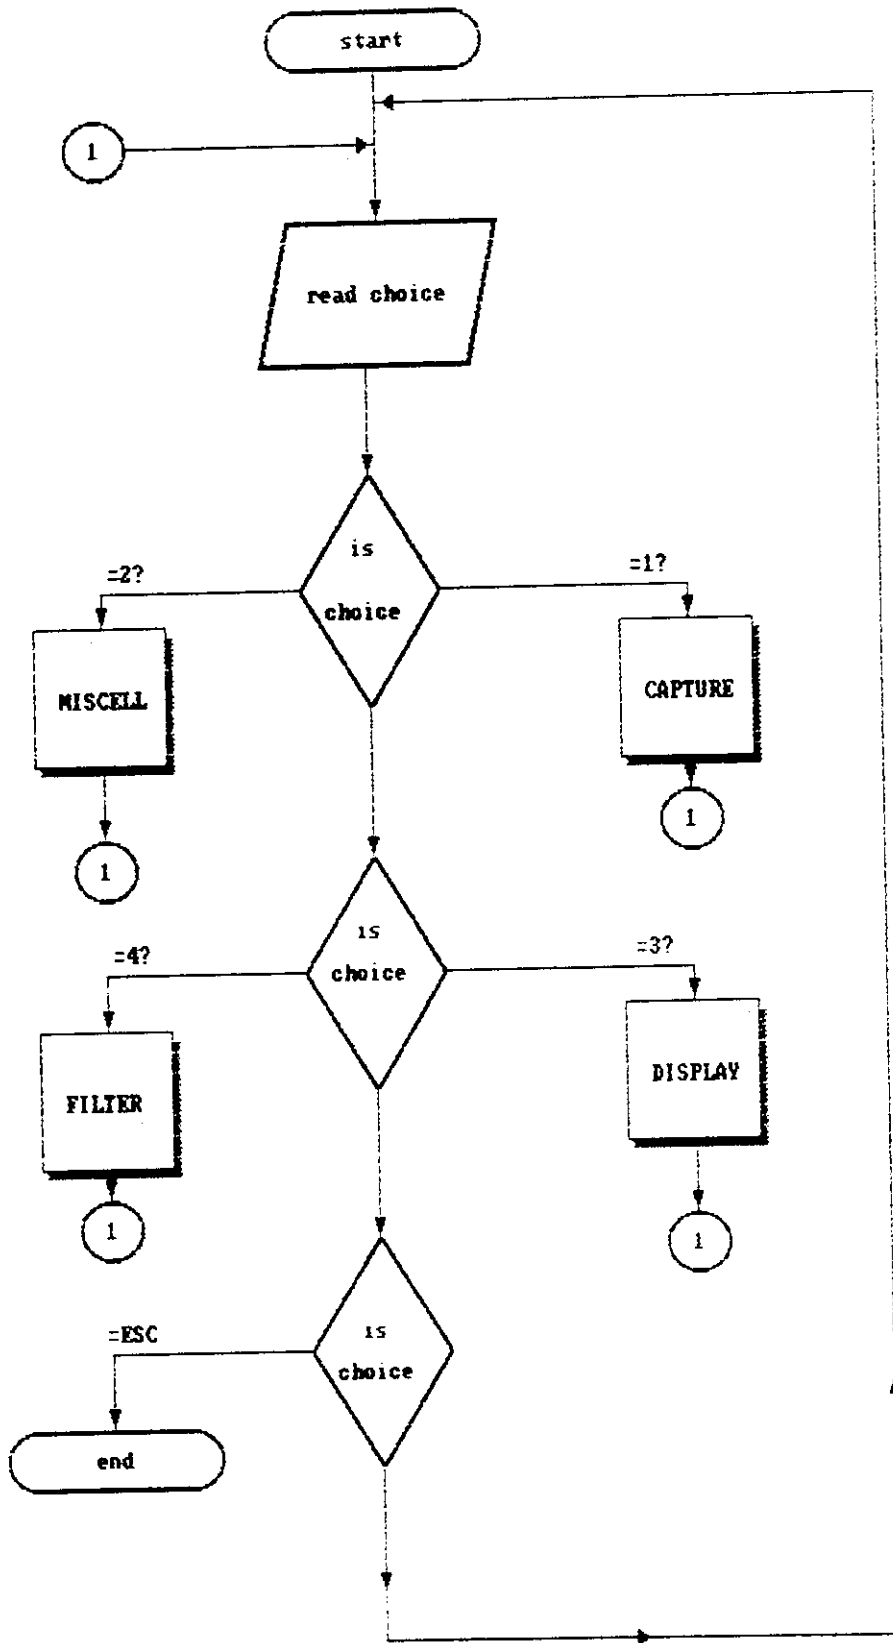 start
1
read choice
is
choice
=2?
=1?
MISCELL
CAPTURE
1
1
is
choice
=4?
=3?
FILTER
DISPLAY
1
1
is
choice
=ESC
end